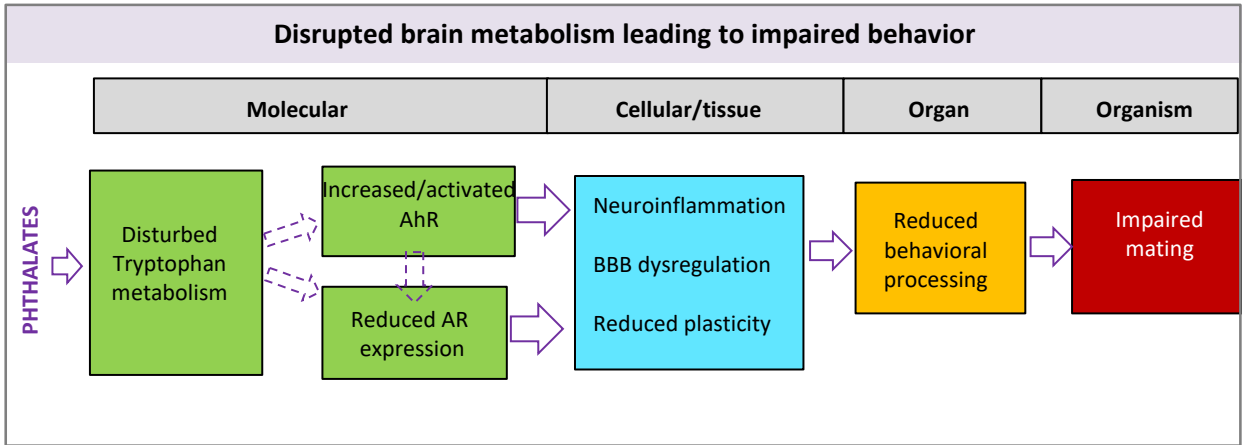 Disrupted brain metabolism leading to impaired behavior
Molecular
Cellular/tissue
Organ
Organism
PHTHALATES
Disturbed
Tryptophan
metabolism
Increased/activated
AhR
Reduced AR
expression
Neuroinflammation
BBB dysregulation
Reduced plasticity
Reduced
behavioral
processing
Impaired
mating